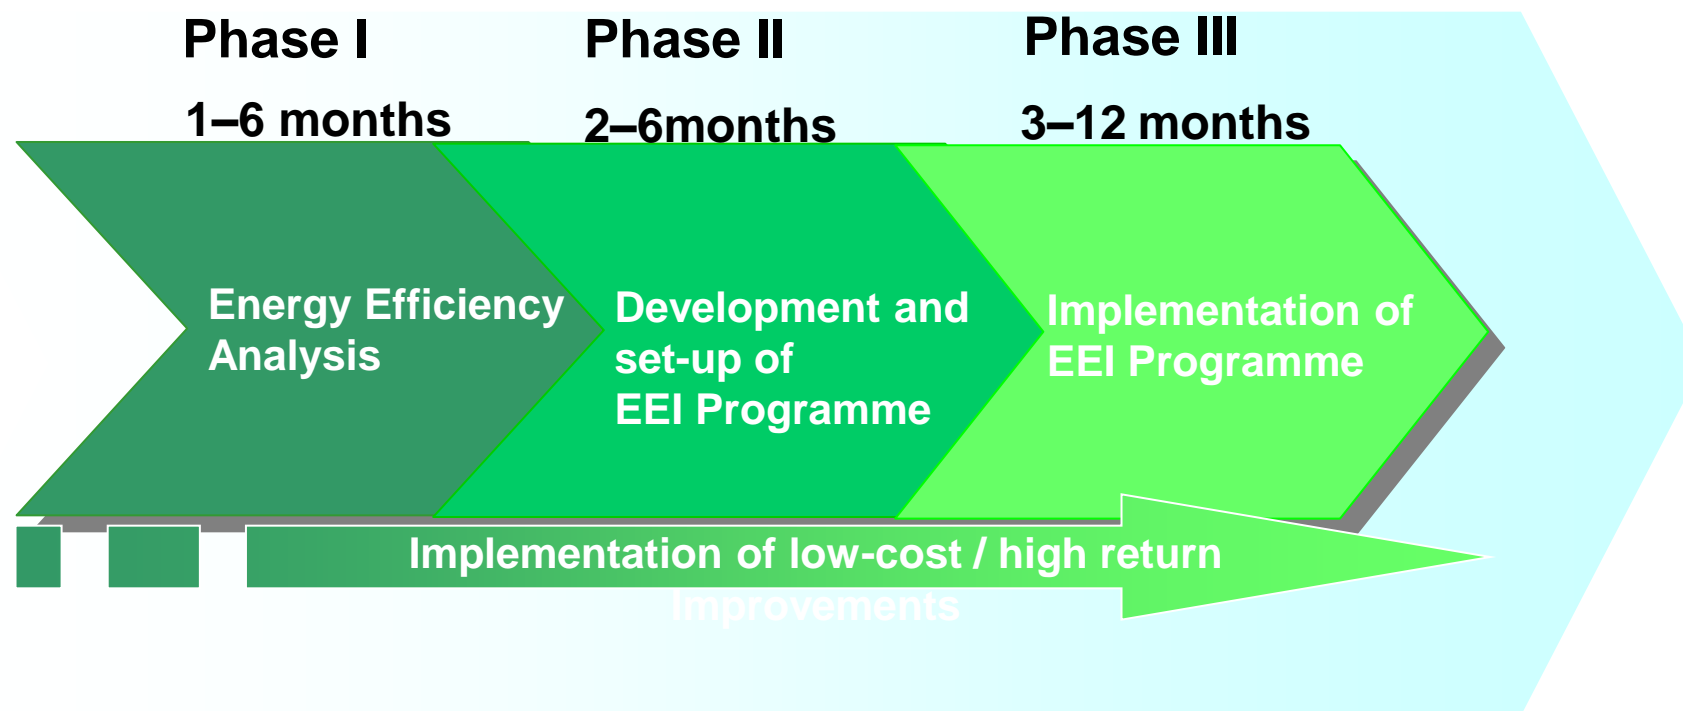 Phase I
1–6 months
Phase II
2–6months
Phase III
3–12 months
Energy Efficiency
Analysis
Development and
set-up of
EEI Programme
Implementation of
EEI Programme
Implementation of low-cost / high return
Improvements